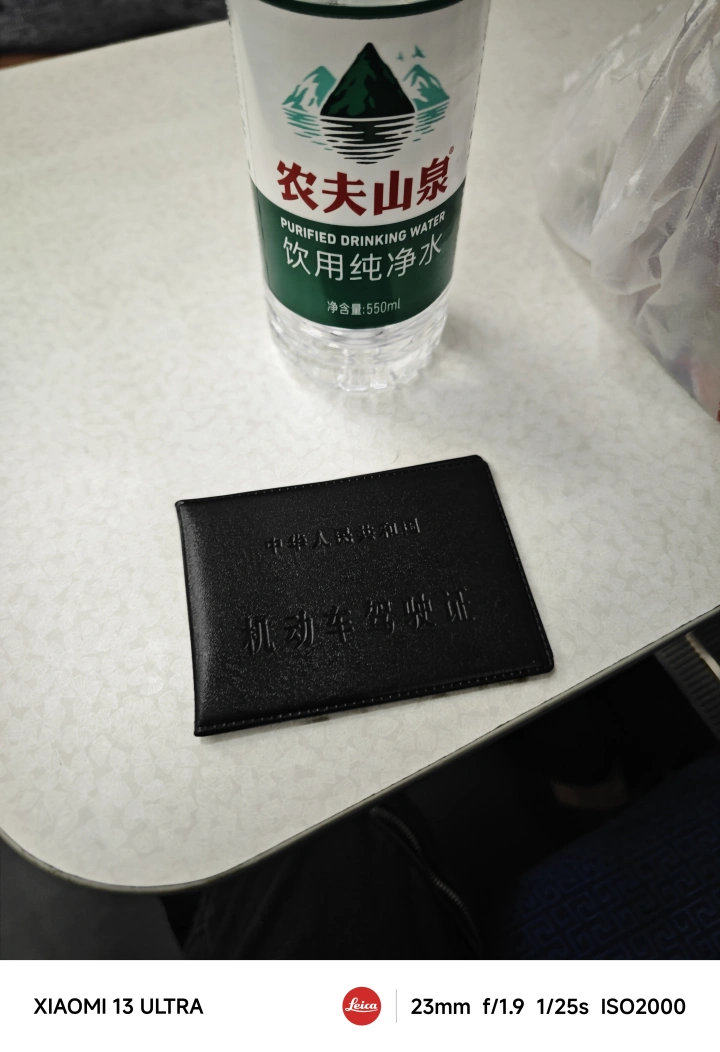 农夫山泉
PURIFIED DRINKING WATER
饮用纯净水
净含量:550ml
中华人民共和国
机动车驾驶证
XIAOMI 13 ULTRA
Leica
23mm f/1.9 1/25s ISO2000